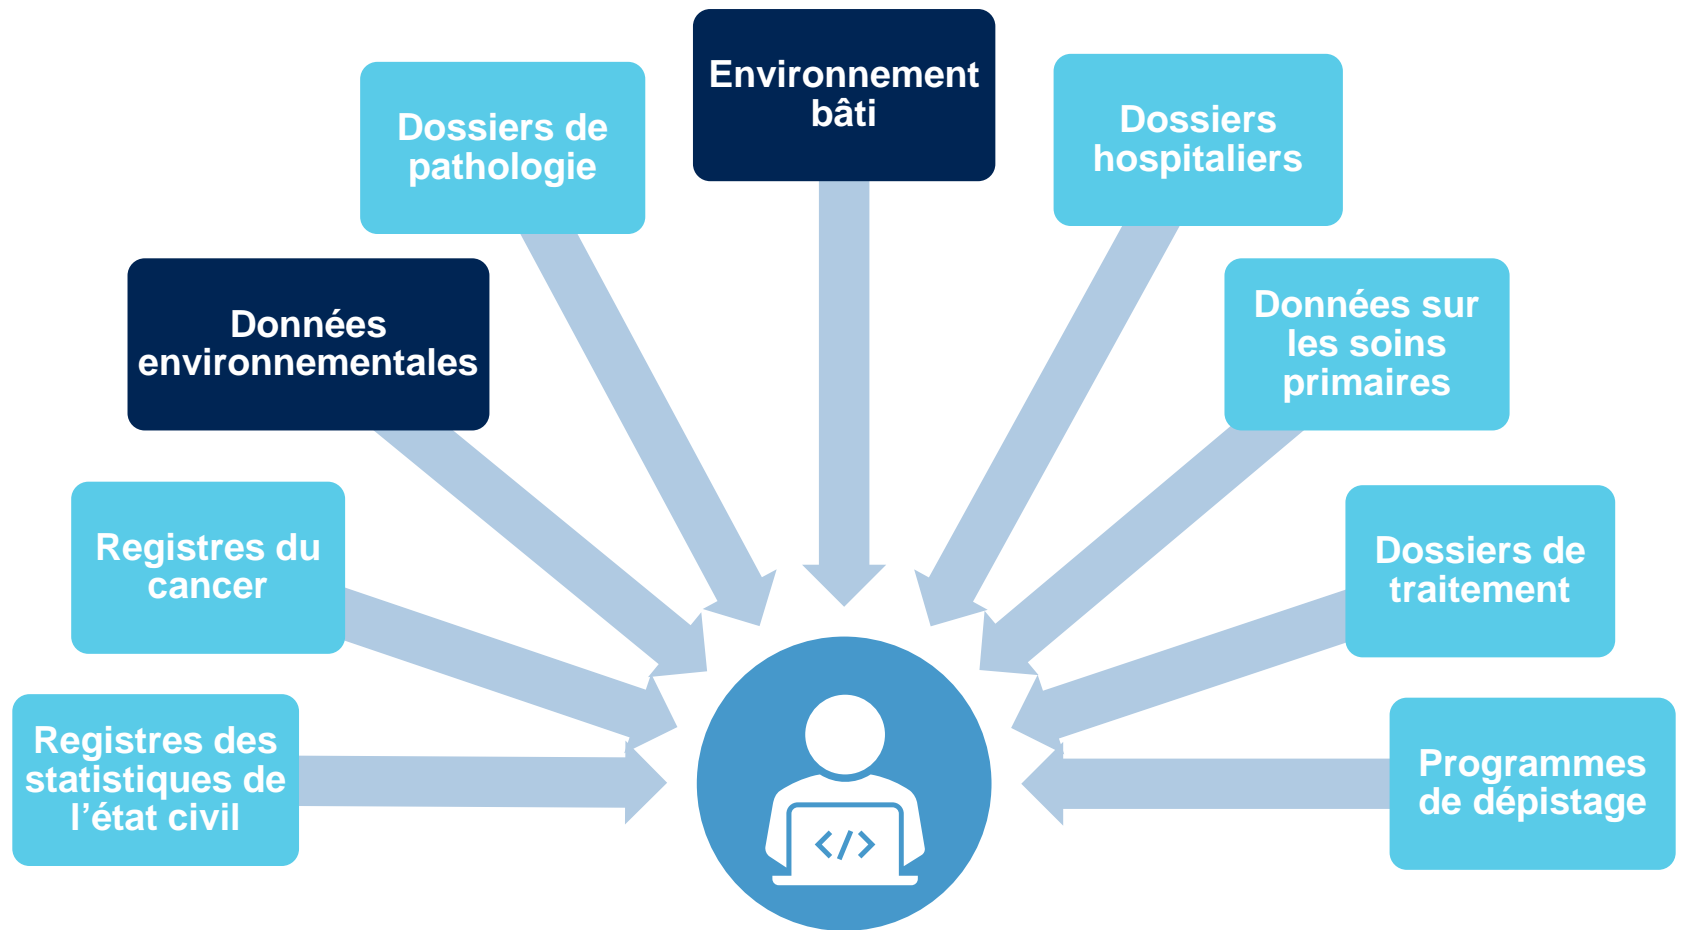 Environnement
bâti
Dossiers de
pathologie
Dossiers
hospitaliers
Données
environnementales
Données sur
les soins
primaires
Registres du
cancer
Dossiers de
traitement
Registres des
statistiques de
l’état civil
Programmes
de dépistage
</>